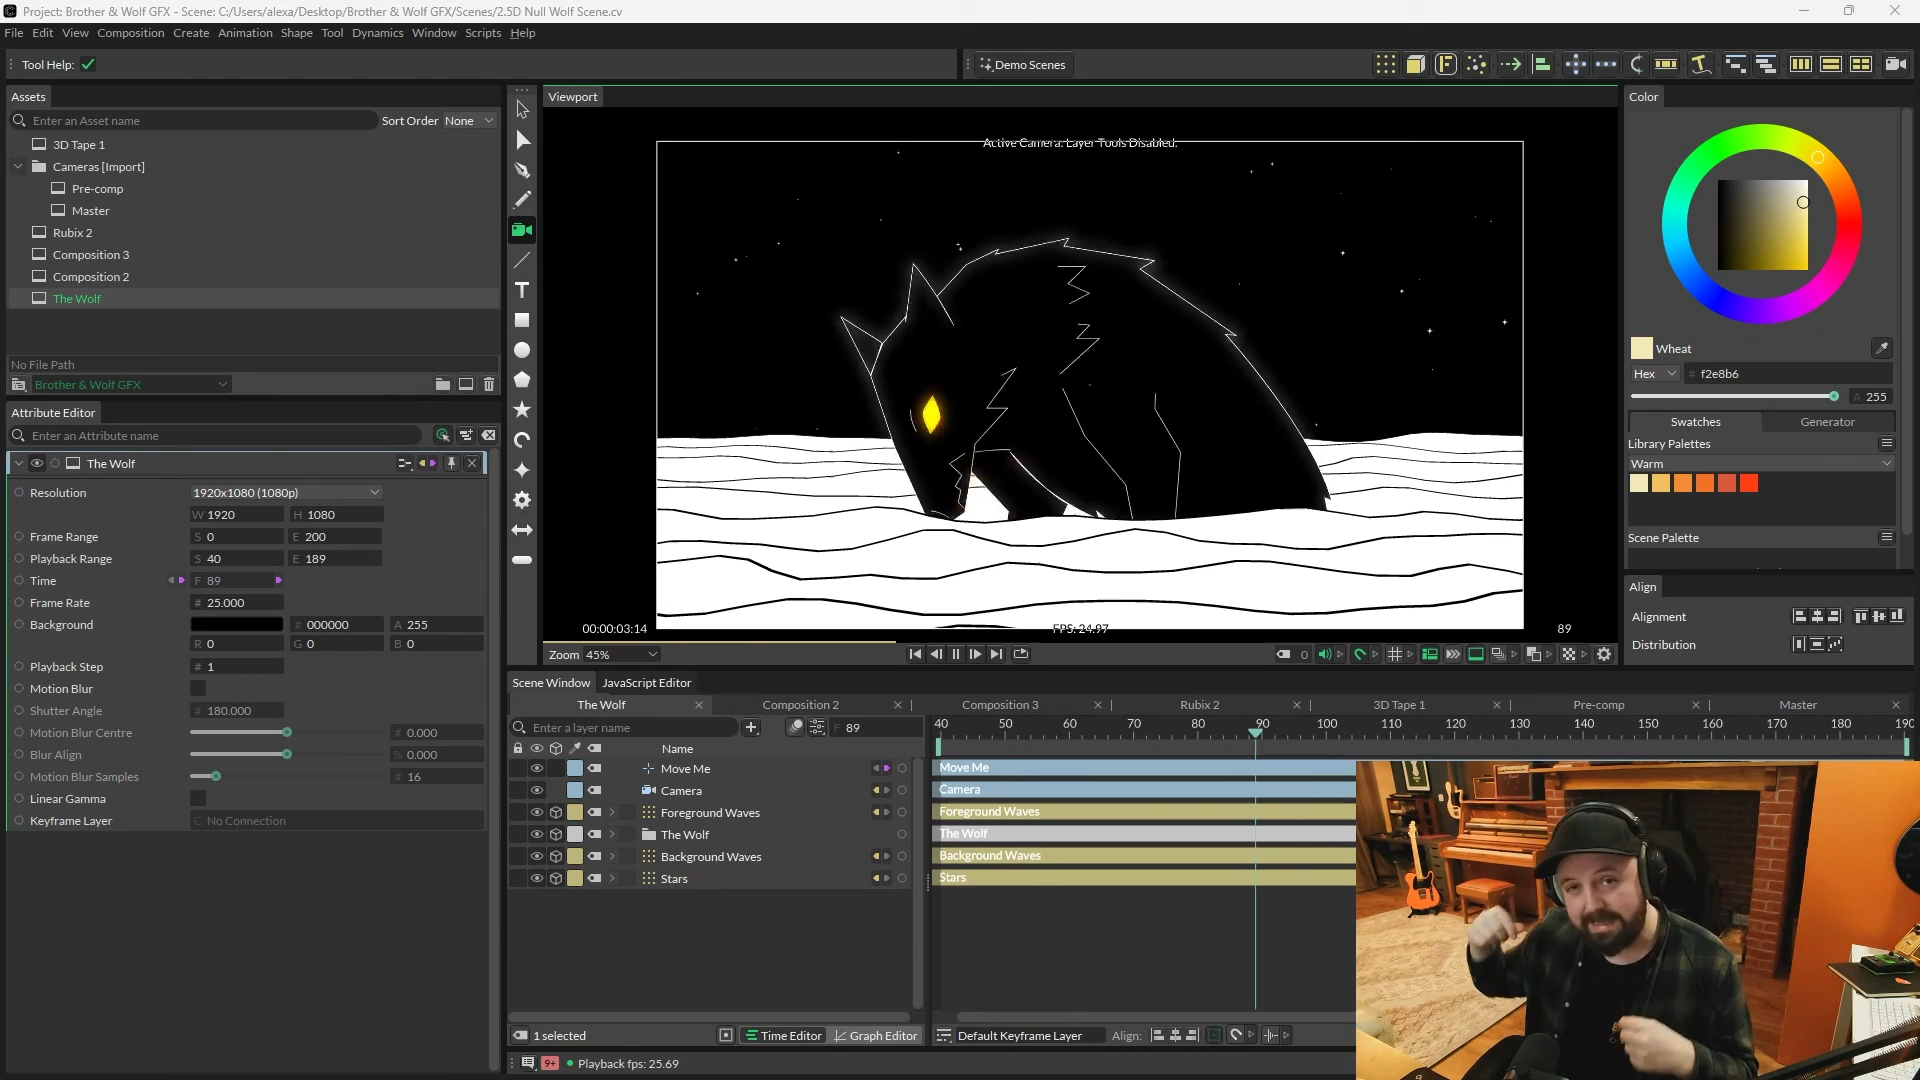 Project: Brother & Wolf GFX - Scene: C:/Users/alexa/Desktop/Brother & Wolf GFX/Scenes/2.5D Null Wolf Scene.cv
File Edit View Composition Create Animation Shape Tool Dynamics Window Scripts Help
Tool Help:
Demo Scenes
Assets
Enter an Asset name
Sort Order None
3D Tape 1
Cameras [Import]
Pre-comp
Master
Rubix 2
Composition 3
Composition 2
The Wolf
No File Path
Brother & Wolf GFX
Attribute Editor
Enter an Attribute name
The Wolf
Resolution 1920x1080 (1080p)
W 1920 H 1080
Frame Range S 0 E 200
Playback Range S 40 E 189
Time F 89
Frame Rate # 25.000
Background # 000000 A 255
R 0 G 0 B 0
Playback Step # 1
Motion Blur
Shutter Angle # 180.000
Motion Blur Centre # 0.000
Blur Align % 0.000
Motion Blur Samples # 16
Linear Gamma
Keyframe Layer C No Connection
Viewport
Active Camera: Layer Tools Disabled.
00:00:03:14 FPS: 24.97 89
Zoom 45%
0
Color
Wheat
Hex # f2e8b6
A 255
Swatches Generator
Library Palettes
Warm
Scene Palette
Align
Alignment
Distribution
Scene Window JavaScript Editor
The Wolf Composition 2 Composition 3 Rubix 2 3D Tape 1 Pre-comp Master
Enter a layer name
F 89
40 50 60 70 80 90 100 110 120 130 140 150 160 170 180 190
Name
Move Me
Camera
Foreground Waves
The Wolf
Background Waves
Stars
Move Me
Camera
Foreground Waves
The Wolf
Background Waves
Stars
1 selected
Time Editor Graph Editor
Default Keyframe Layer Align:
9+ Playback fps: 25.69